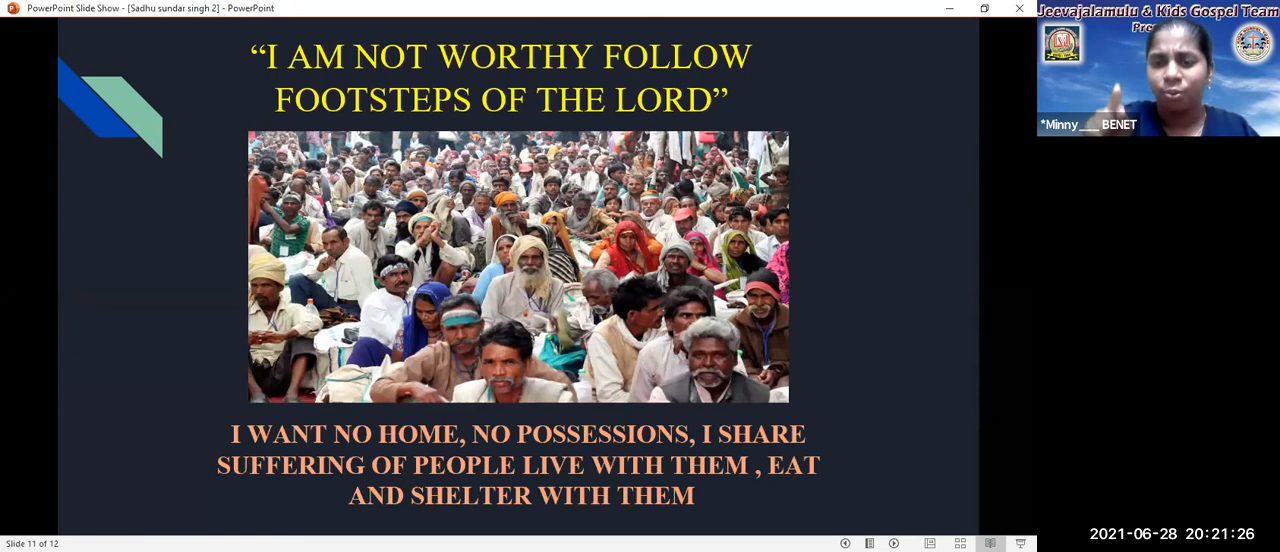 PowerPoint Slide Show - [Sadhu sundar singh 2] - PowerPoint
“I AM NOT WORTHY FOLLOW
FOOTSTEPS OF THE LORD”
I WANT NO HOME, NO POSSESSIONS, I SHARE
SUFFERING OF PEOPLE LIVE WITH THEM , EAT
AND SHELTER WITH THEM
Slide 11 of 12
Jeevajalamulu & Kids Gospel Team
*Minny___ BENET
2021-06-28 20:21:26